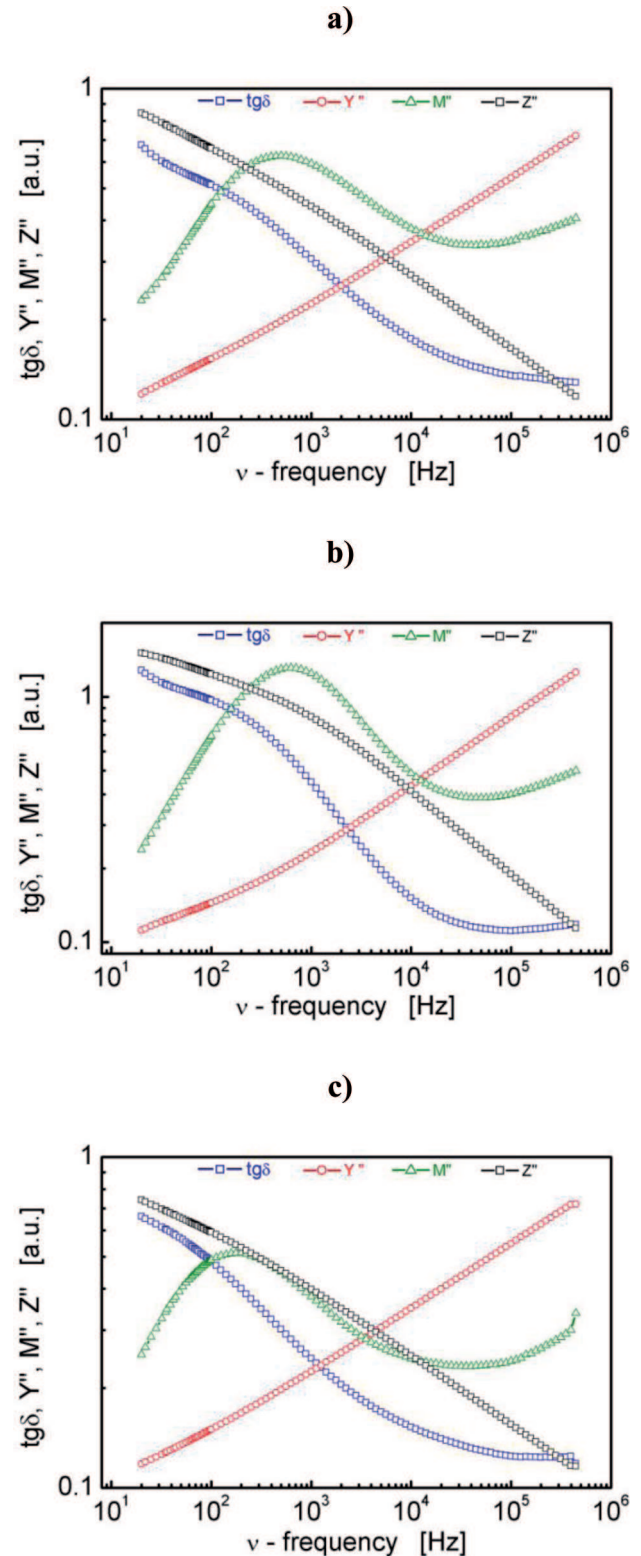 a)
1
tgδ Y" M" Z"
tgδ, Y", M", Z" [a.u.]
0.1
10¹ 10² 10³ 10⁴ 10⁵ 10⁶
ν - frequency [Hz]
b)
tgδ Y" M" Z"
1
tgδ, Y", M", Z" [a.u.]
0.1
10¹ 10² 10³ 10⁴ 10⁵ 10⁶
ν - frequency [Hz]
c)
1
tgδ Y" M" Z"
tgδ, Y", M", Z" [a.u.]
0.1
10¹ 10² 10³ 10⁴ 10⁵ 10⁶
ν - frequency [Hz]